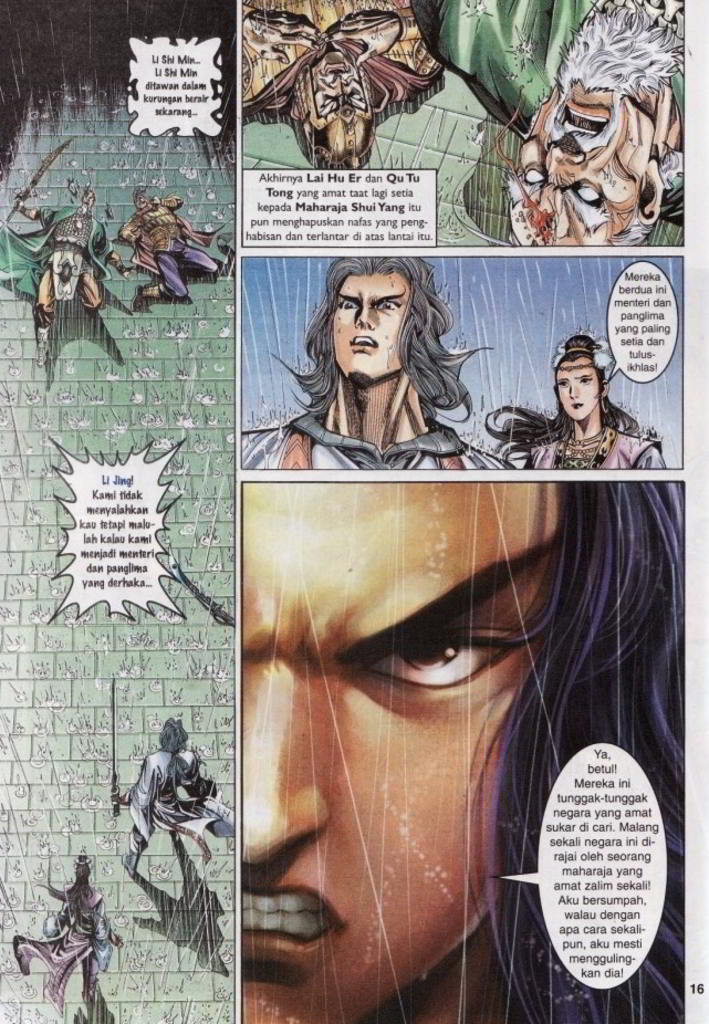 Li Shi Min...
Li Shi Min
ditawan dalam
kurungan berair
sekarang...
Li Jing!
Kami tidak
menyalahkan
kau tetapi malu-
lah kalau kami
menjadi menteri
dan panglima
yang derhaka...
Akhirnya Lai Hu Er dan Qu Tu
Tong yang amat taat lagi setia
kepada Maharaja Shui Yang itu
pun menghapuskan nafas yang peng-
habisan dan terlantar di atas lantai itu.
Mereka
berdua ini
menteri dan
panglima
yang paling
setia dan
tulus-
ikhlas!
Ya,
betul!
Mereka ini
tunggak-tunggak
negara yang amat
sukar di cari. Malang
sekali negara ini di-
rajai oleh seorang
maharaja yang
amat zalim sekali!
Aku bersumpah,
walau dengan
apa cara sekali-
pun, aku mesti
mengguling-
kan dia!
16